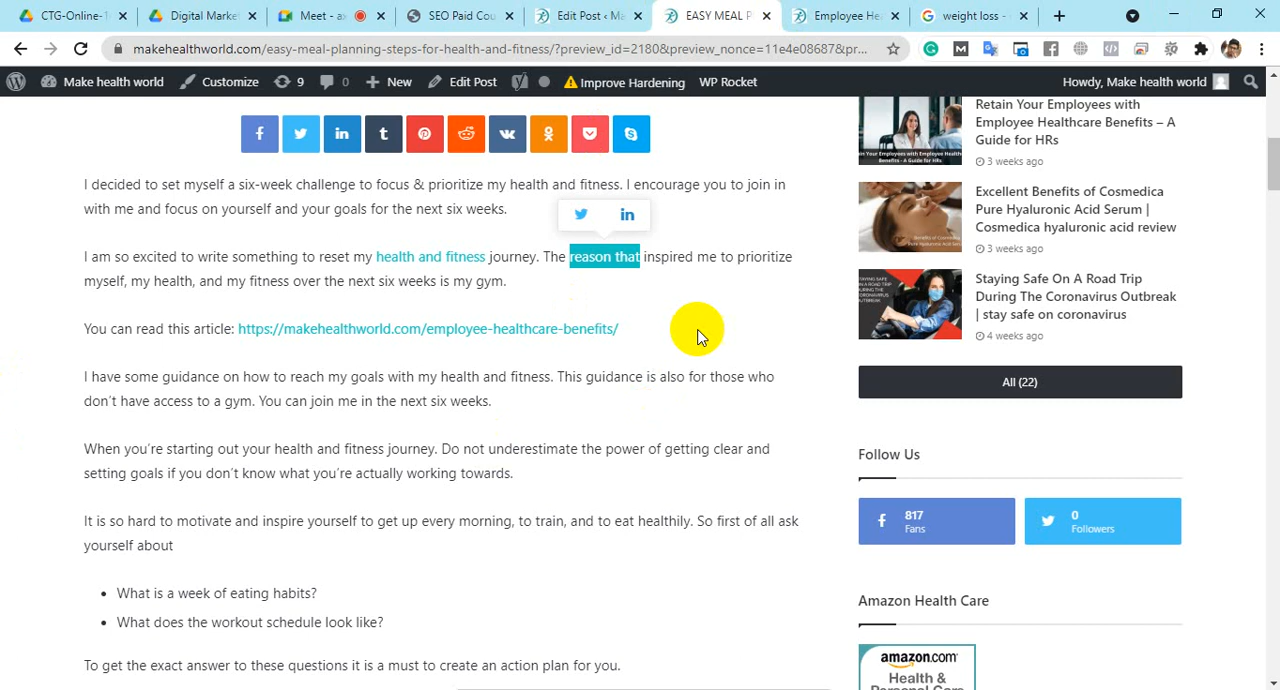 CTG-Online-
Digital Market
Meet - ax
SEO Paid Cou
Edit Post ‹ Ma
EASY MEAL P
Employee He
weight loss -
makehealthworld.com/easy-meal-planning-steps-for-health-and-fitness/?preview_id=2180&preview_nonce=11e4e08687&pr...
Make health world
Customize
9
0
New
Edit Post
Improve Hardening
WP Rocket
Howdy, Make health world
I decided to set myself a six-week challenge to focus & prioritize my health and fitness. I encourage you to join in
with me and focus on yourself and your goals for the next six weeks.
I am so excited to write something to reset my health and fitness journey. The reason that inspired me to prioritize
myself, my health, and my fitness over the next six weeks is my gym.
You can read this article: https://makehealthworld.com/employee-healthcare-benefits/
I have some guidance on how to reach my goals with my health and fitness. This guidance is also for those who
don't have access to a gym. You can join me in the next six weeks.
When you're starting out your health and fitness journey. Do not underestimate the power of getting clear and
setting goals if you don't know what you're actually working towards.
It is so hard to motivate and inspire yourself to get up every morning, to train, and to eat healthily. So first of all ask
yourself about
• What is a week of eating habits?
• What does the workout schedule look like?
To get the exact answer to these questions it is a must to create an action plan for you.
Retain Your Employees with
Employee Healthcare Benefits – A
Guide for HRs
3 weeks ago
Excellent Benefits of Cosmedica
Pure Hyaluronic Acid Serum |
Cosmedica hyaluronic acid review
3 weeks ago
Staying Safe On A Road Trip
During The Coronavirus Outbreak
| stay safe on coronavirus
4 weeks ago
All (22)
Follow Us
817
Fans
0
Followers
Amazon Health Care
amazon.com
Health &